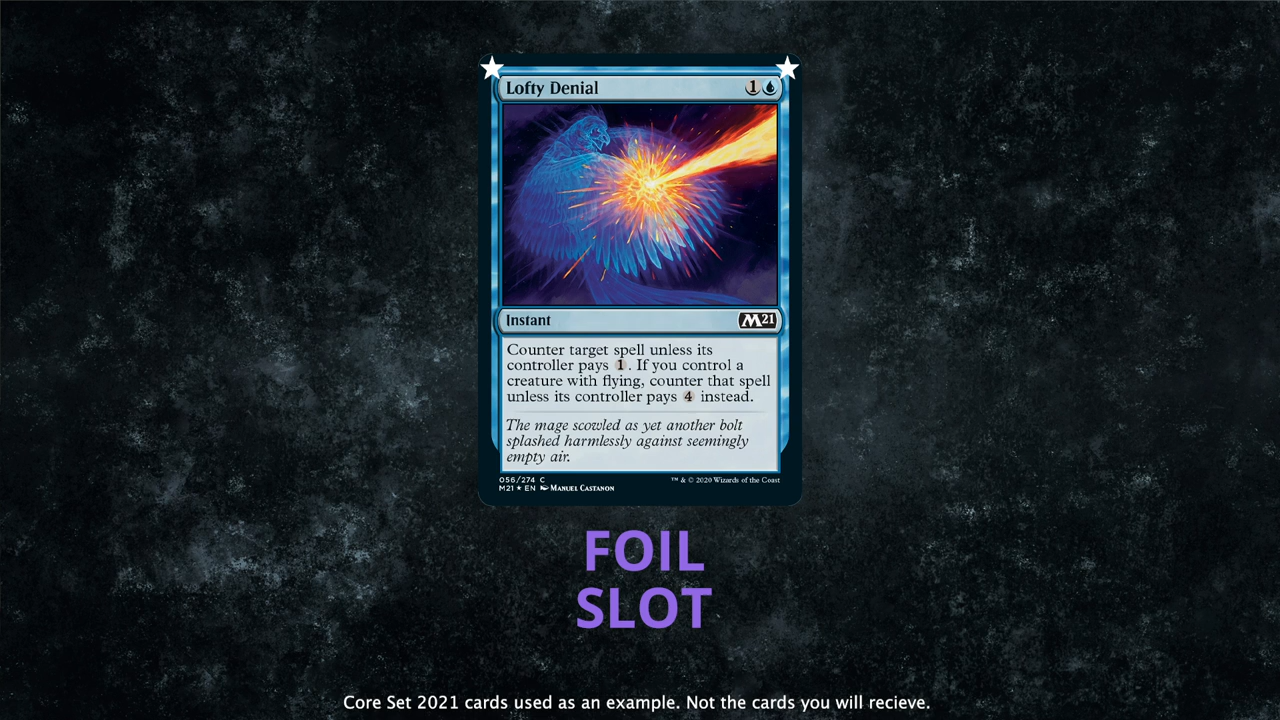 Lofty Denial 1
Instant M21
Counter target spell unless its
controller pays 1. If you control a
creature with flying, counter that spell
unless its controller pays 4 instead.
The mage scowled as yet another bolt
splashed harmlessly against seemingly
empty air.
056/274 C ™ & © 2020 Wizards of the Coast
M21 ★ EN Manuel Castanon
FOIL
SLOT
Core Set 2021 cards used as an example. Not the cards you will recieve.